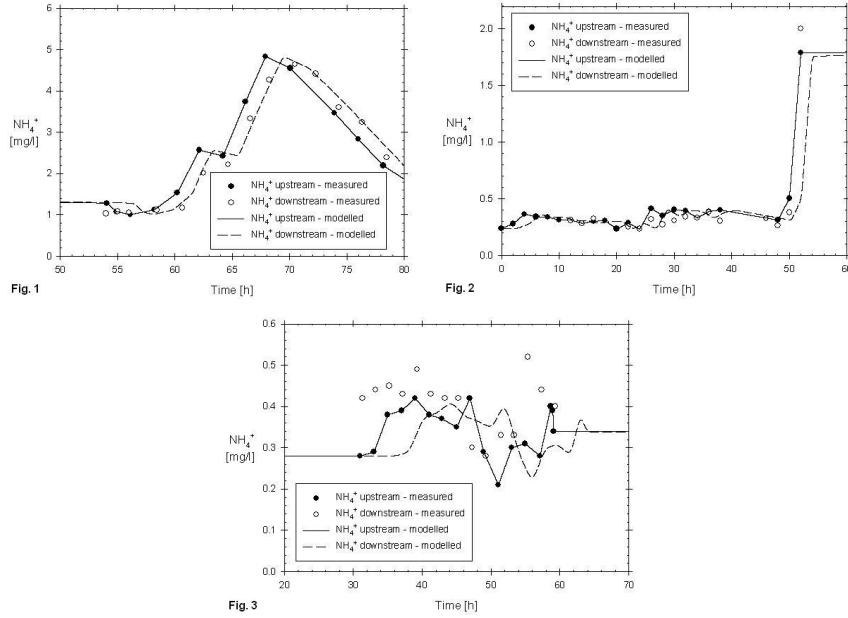 6
5
4
3
2
1
0
NH₄⁺
[mg/l]
NH₄⁺ upstream - measured
NH₄⁺ downstream - measured
NH₄⁺ upstream - modelled
NH₄⁺ downstream - modelled
50 55 60 65 70 75 80
Fig. 1
Time [h]
2.0
1.6
1.2
0.8
0.4
0.0
NH₄⁺
[mg/l]
NH₄⁺ upstream - measured
NH₄⁺ downstream - measured
NH₄⁺ upstream - modelled
NH₄⁺ downstream - modelled
0 10 20 30 40 50 60
Fig. 2
Time [h]
0.6
0.5
0.4
0.3
0.2
0.1
0.0
NH₄⁺
[mg/l]
NH₄⁺ upstream - measured
NH₄⁺ downstream - measured
NH₄⁺ upstream - modelled
NH₄⁺ downstream - modelled
20 30 40 50 60 70
Fig. 3
Time [h]